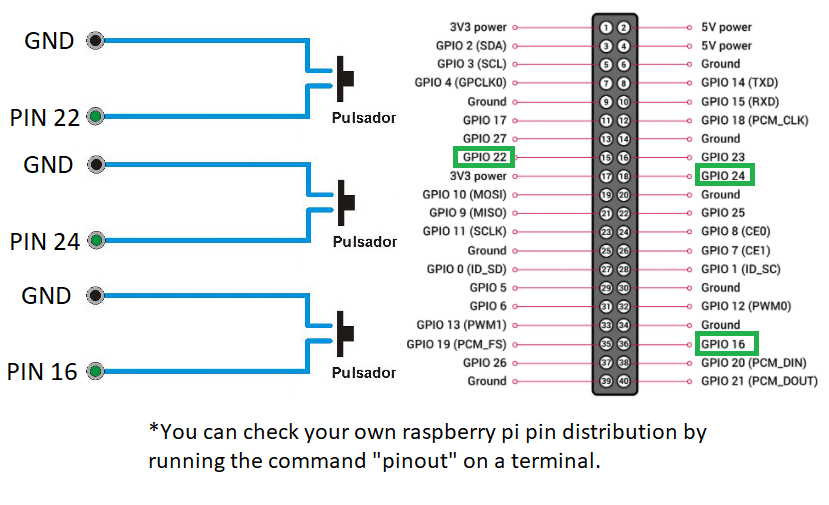 GND
PIN 22
Pulsador
GND
PIN 24
Pulsador
GND
PIN 16
Pulsador
3V3 power 1 2 5V power
GPIO 2 (SDA) 3 4 5V power
GPIO 3 (SCL) 5 6 Ground
GPIO 4 (GPCLK0) 7 8 GPIO 14 (TXD)
Ground 9 10 GPIO 15 (RXD)
GPIO 17 11 12 GPIO 18 (PCM_CLK)
GPIO 27 13 14 Ground
GPIO 22 15 16 GPIO 23
3V3 power 17 18 GPIO 24
GPIO 10 (MOSI) 19 20 Ground
GPIO 9 (MISO) 21 22 GPIO 25
GPIO 11 (SCLK) 23 24 GPIO 8 (CE0)
Ground 25 26 GPIO 7 (CE1)
GPIO 0 (ID_SD) 27 28 GPIO 1 (ID_SC)
GPIO 5 29 30 Ground
GPIO 6 31 32 GPIO 12 (PWM0)
GPIO 13 (PWM1) 33 34 Ground
GPIO 19 (PCM_FS) 35 36 GPIO 16
GPIO 26 37 38 GPIO 20 (PCM_DIN)
Ground 39 40 GPIO 21 (PCM_DOUT)
*You can check your own raspberry pi pin distribution by
running the command "pinout" on a terminal.